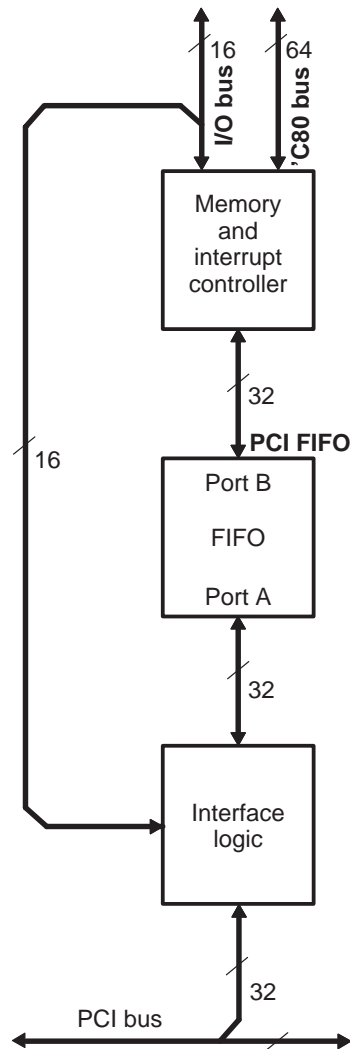 16
64
I/O bus
’C80 bus
Memory
and
interrupt
controller
32
PCI FIFO
16
Port B
FIFO
Port A
32
Interface
logic
32
PCI bus